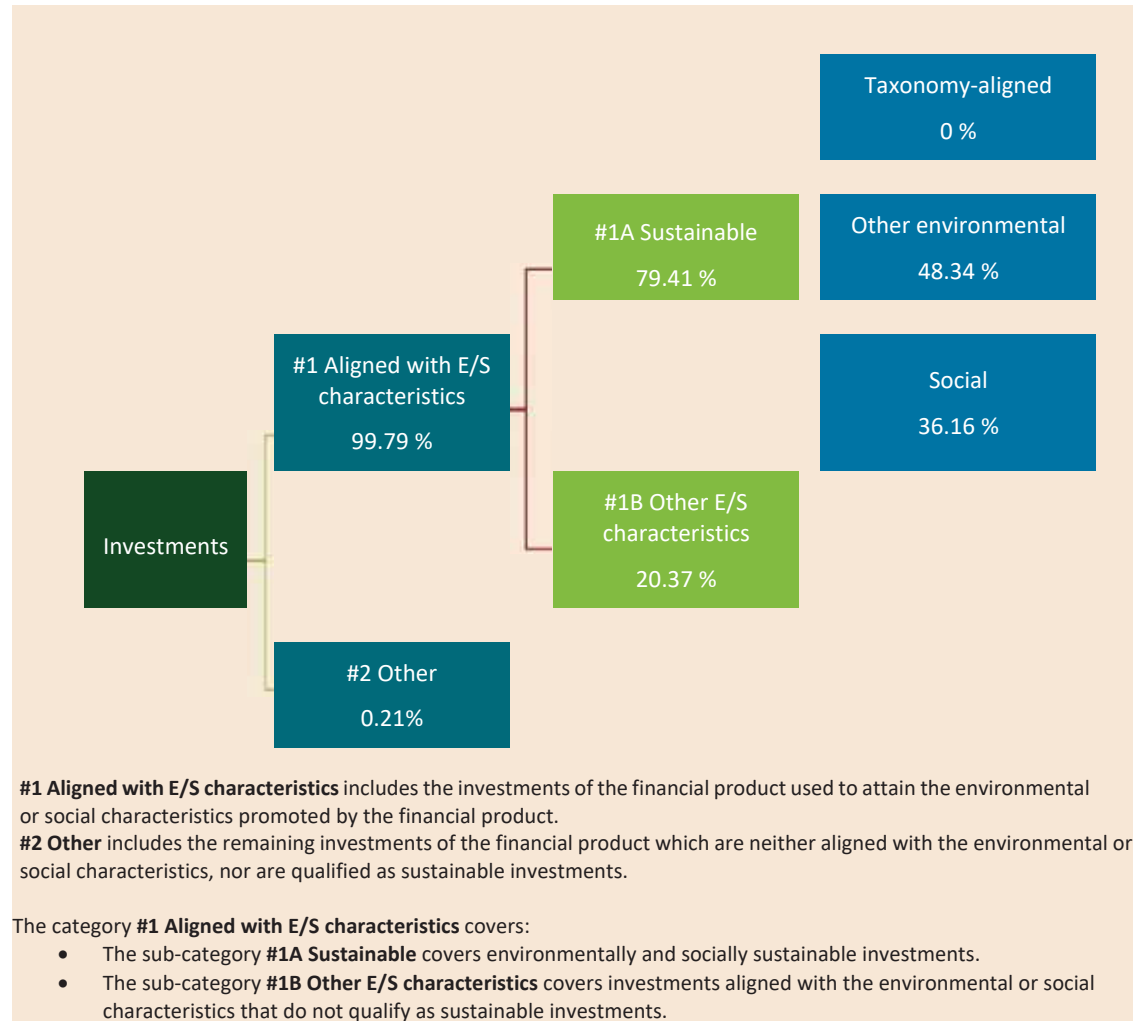 Taxonomy-aligned
0 %
#1A Sustainable
79.41 %
Other environmental
48.34 %
#1 Aligned with E/S
characteristics
99.79 %
Social
36.16 %
Investments
#1B Other E/S
characteristics
20.37 %
#2 Other
0.21%
#1 Aligned with E/S characteristics includes the investments of the financial product used to attain the environmental
or social characteristics promoted by the financial product.
#2 Other includes the remaining investments of the financial product which are neither aligned with the environmental or
social characteristics, nor are qualified as sustainable investments.
The category #1 Aligned with E/S characteristics covers:
• The sub-category #1A Sustainable covers environmentally and socially sustainable investments.
• The sub-category #1B Other E/S characteristics covers investments aligned with the environmental or social
characteristics that do not qualify as sustainable investments.